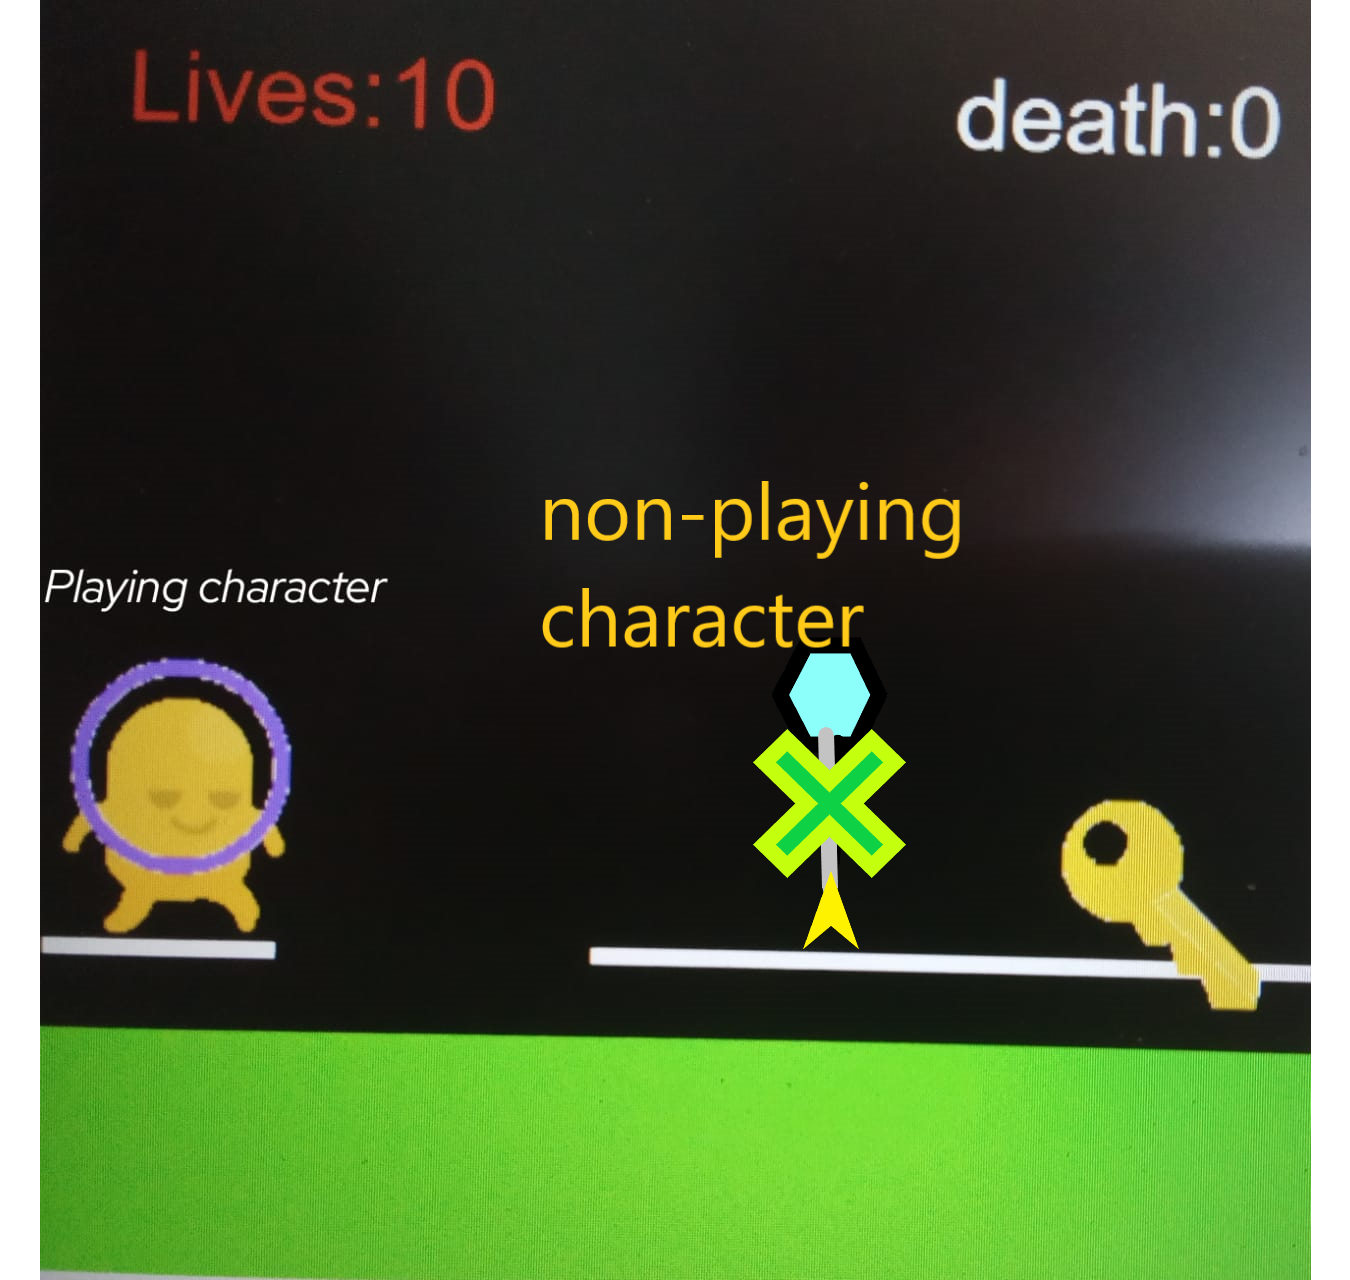 Lives:10
death:0
non-playing
character
Playing character